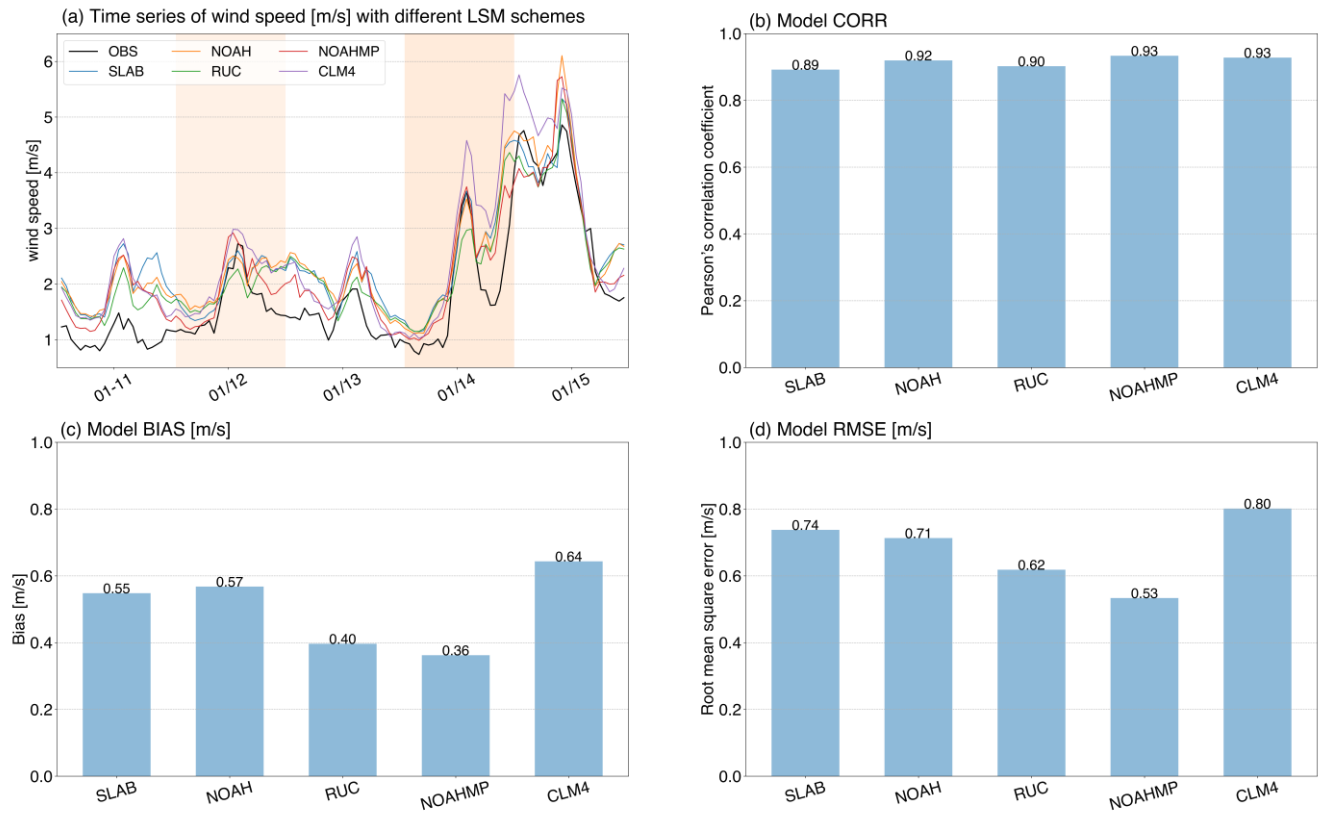 (a) Time series of wind speed [m/s] with different LSM schemes
OBS NOAH NOAHMP
SLAB RUC CLM4
wind speed [m/s]
6
5
4
3
2
1
01-11 01/12 01/13 01/14 01/15
(b) Model CORR
Pearson's correlation coefficient
1.0
0.8
0.6
0.4
0.2
0.0
0.89 0.92 0.90 0.93 0.93
SLAB NOAH RUC NOAHMP CLM4
(c) Model BIAS [m/s]
Bias [m/s]
1.0
0.8
0.6
0.4
0.2
0.0
0.55 0.57 0.40 0.36 0.64
SLAB NOAH RUC NOAHMP CLM4
(d) Model RMSE [m/s]
Root mean square error [m/s]
1.0
0.8
0.6
0.4
0.2
0.0
0.74 0.71 0.62 0.53 0.80
SLAB NOAH RUC NOAHMP CLM4